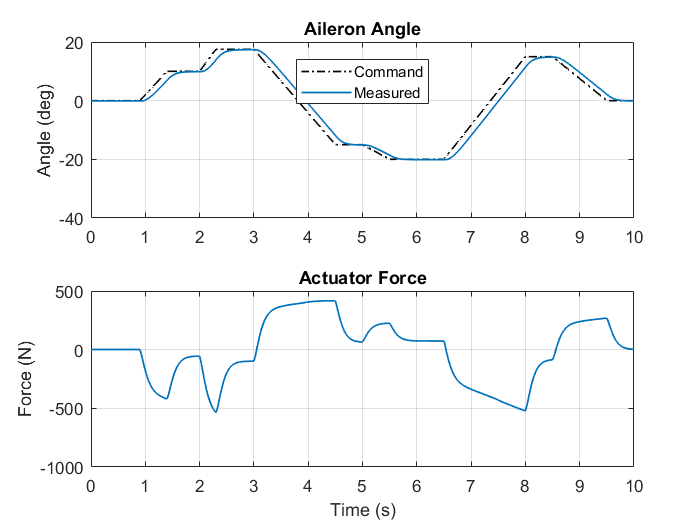 Aileron Angle
20
0
-20
-40
Angle (deg)
Command
Measured
0 1 2 3 4 5 6 7 8 9 10
Actuator Force
500
0
-500
-1000
Force (N)
0 1 2 3 4 5 6 7 8 9 10
Time (s)